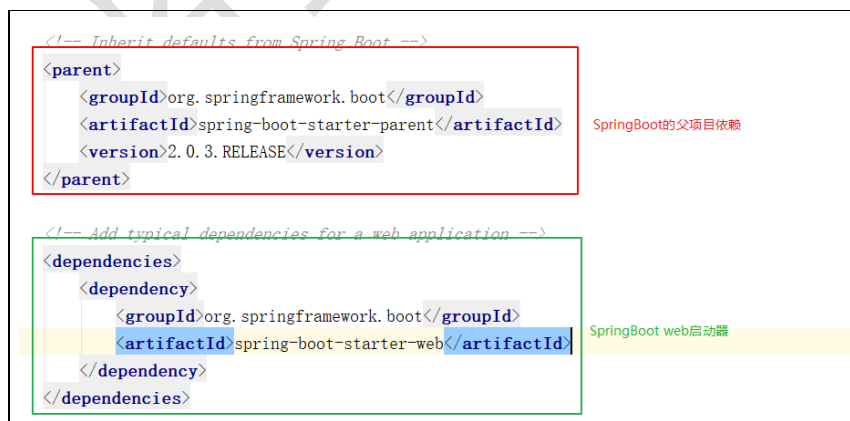 <!-- Inherit defaults from Spring Boot -->
<parent>
<groupId>org.springframework.boot</groupId>
<artifactId>spring-boot-starter-parent</artifactId>
SpringBoot的父项目依赖
<version>2.0.3.RELEASE</version>
</parent>
<!-- Add typical dependencies for a web application -->
<dependencies>
<dependency>
<groupId>org.springframework.boot</groupId>
<artifactId>spring-boot-starter-web</artifactId>
SpringBoot web启动器
</dependency>
</dependencies>